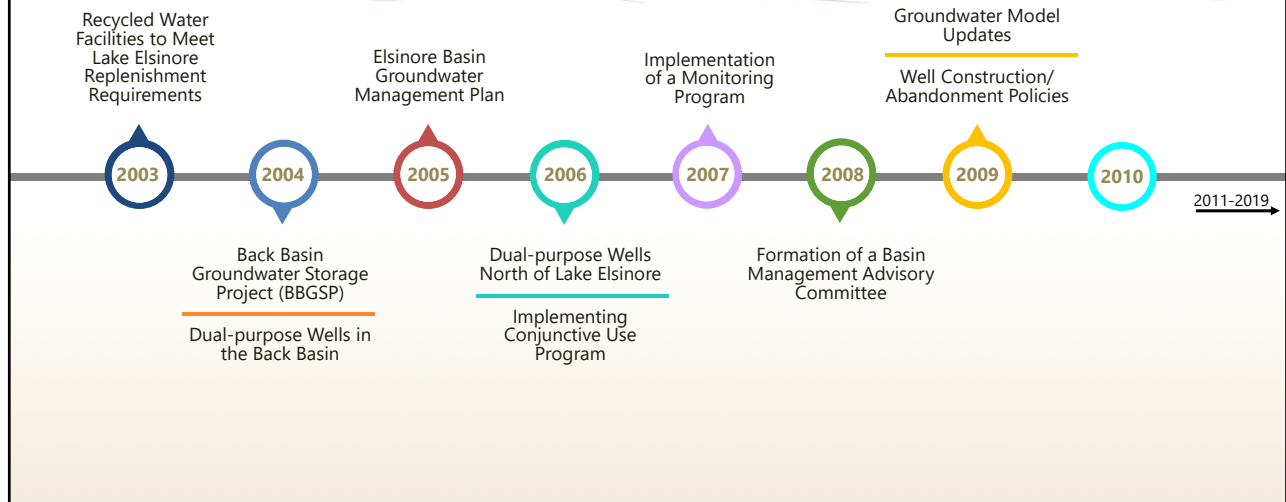 Recycled Water
Facilities to Meet
Lake Elsinore
Replenishment
Requirements
Elsinore Basin
Groundwater
Management Plan
Implementation
of a Monitoring
Program
Groundwater Model
Updates
Well Construction/
Abandonment Policies
2003
2004
2005
2006
2007
2008
2009
2010
2011-2019
Back Basin
Groundwater Storage
Project (BBGSP)
Dual-purpose Wells in
the Back Basin
Dual-purpose Wells
North of Lake Elsinore
Implementing
Conjunctive Use
Program
Formation of a Basin
Management Advisory
Committee